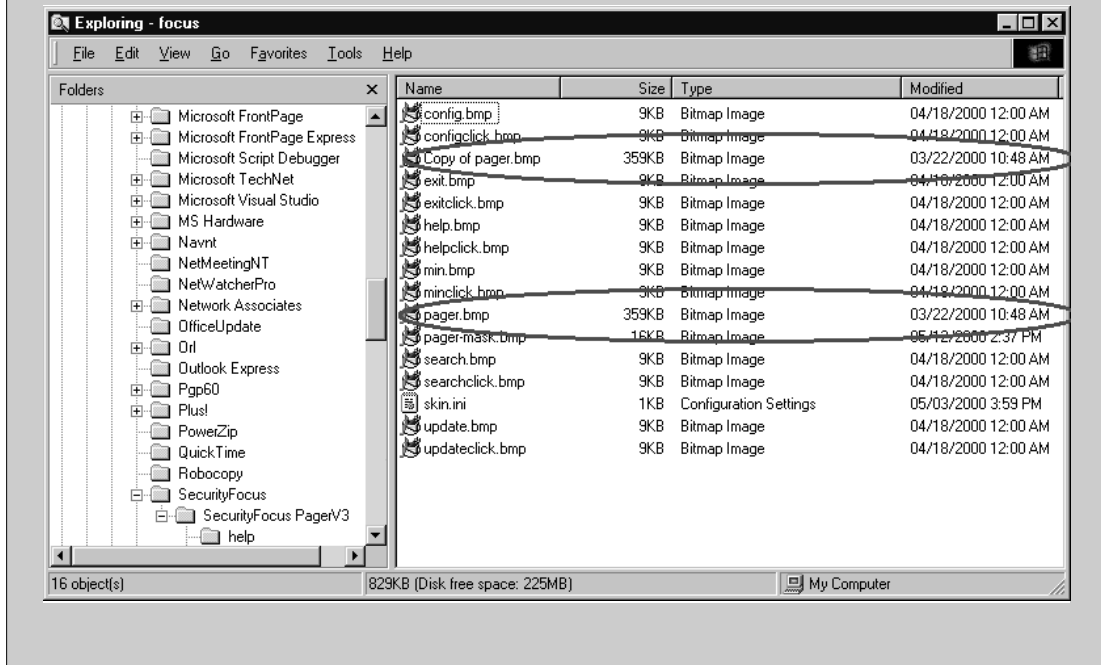 Exploring - focus
File Edit View Go Favorites Tools Help
Folders
Microsoft FrontPage
Microsoft FrontPage Express
Microsoft Script Debugger
Microsoft TechNet
Microsoft Visual Studio
MS Hardware
Navnt
NetMeetingNT
NetWatcherPro
Network Associates
OfficeUpdate
Orl
Outlook Express
Pgp60
Plus!
PowerZip
QuickTime
Robocopy
SecurityFocus
SecurityFocus PagerV3
help
Name Size Type Modified
config.bmp 9KB Bitmap Image 04/18/2000 12:00 AM
configclick.bmp 9KB Bitmap Image 04/18/2000 12:00 AM
Copy of pager.bmp 359KB Bitmap Image 03/22/2000 10:48 AM
exit.bmp 9KB Bitmap Image 04/18/2000 12:00 AM
exitclick.bmp 9KB Bitmap Image 04/18/2000 12:00 AM
help.bmp 9KB Bitmap Image 04/18/2000 12:00 AM
helpclick.bmp 9KB Bitmap Image 04/18/2000 12:00 AM
min.bmp 9KB Bitmap Image 04/18/2000 12:00 AM
minclick.bmp 9KB Bitmap Image 04/18/2000 12:00 AM
pager.bmp 359KB Bitmap Image 03/22/2000 10:48 AM
pager-mask.bmp 16KB Bitmap Image 05/12/2000 2:37 PM
search.bmp 9KB Bitmap Image 04/18/2000 12:00 AM
searchclick.bmp 9KB Bitmap Image 04/18/2000 12:00 AM
skin.ini 1KB Configuration Settings 05/03/2000 3:59 PM
update.bmp 9KB Bitmap Image 04/18/2000 12:00 AM
updateclick.bmp 9KB Bitmap Image 04/18/2000 12:00 AM
16 object(s) 829KB (Disk free space: 225MB) My Computer